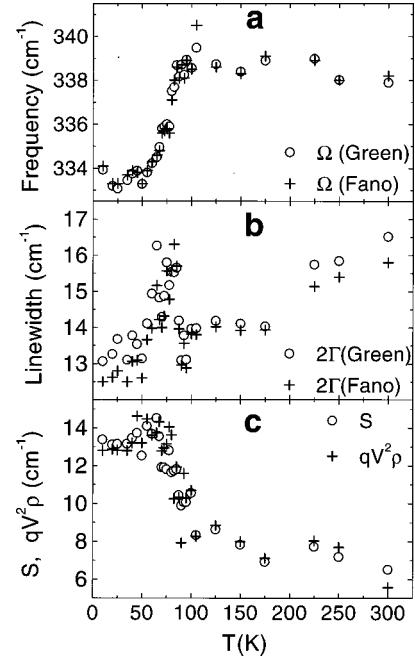 a
Frequency (cm⁻¹)
340
338
336
334
Ω (Green)
Ω (Fano)
b
Linewidth (cm⁻¹)
16
15
14
13
2Γ(Green)
2Γ(Fano)
c
S, qV²ρ (cm⁻¹)
14
12
10
8
6
S
qV²ρ
0 50 100 150 200 250 300
T(K)